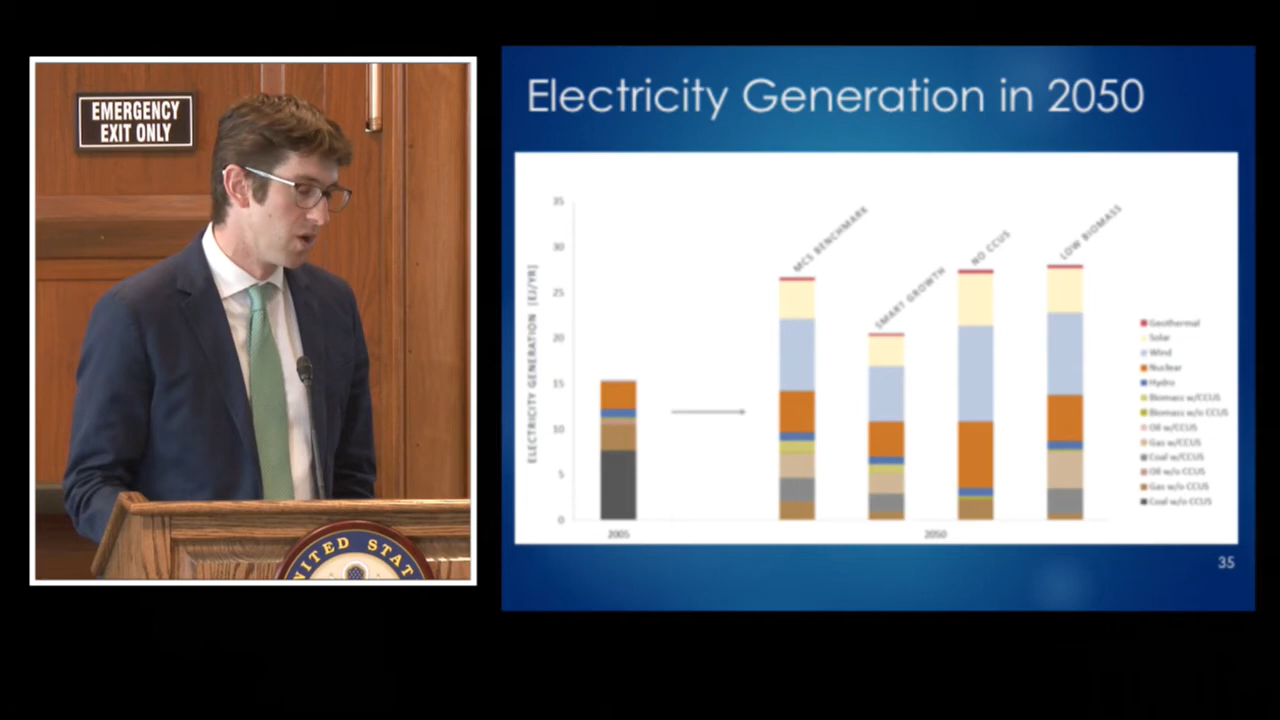 EMERGENCY
EXIT ONLY
UNITED STAT
Electricity Generation in 2050
ELECTRICITY GENERATION [EJ/YR]
35
30
25
20
15
10
5
0
MCS BENCHMARK
SMART GROWTH
NO CCUS
LOW BIOMASS
2005
2050
Geothermal
Solar
Wind
Nuclear
Hydro
Biomass w/CCUS
Biomass w/o CCUS
Oil w/CCUS
Gas w/CCUS
Coal w/CCUS
Oil w/o CCUS
Gas w/o CCUS
Coal w/o CCUS
35